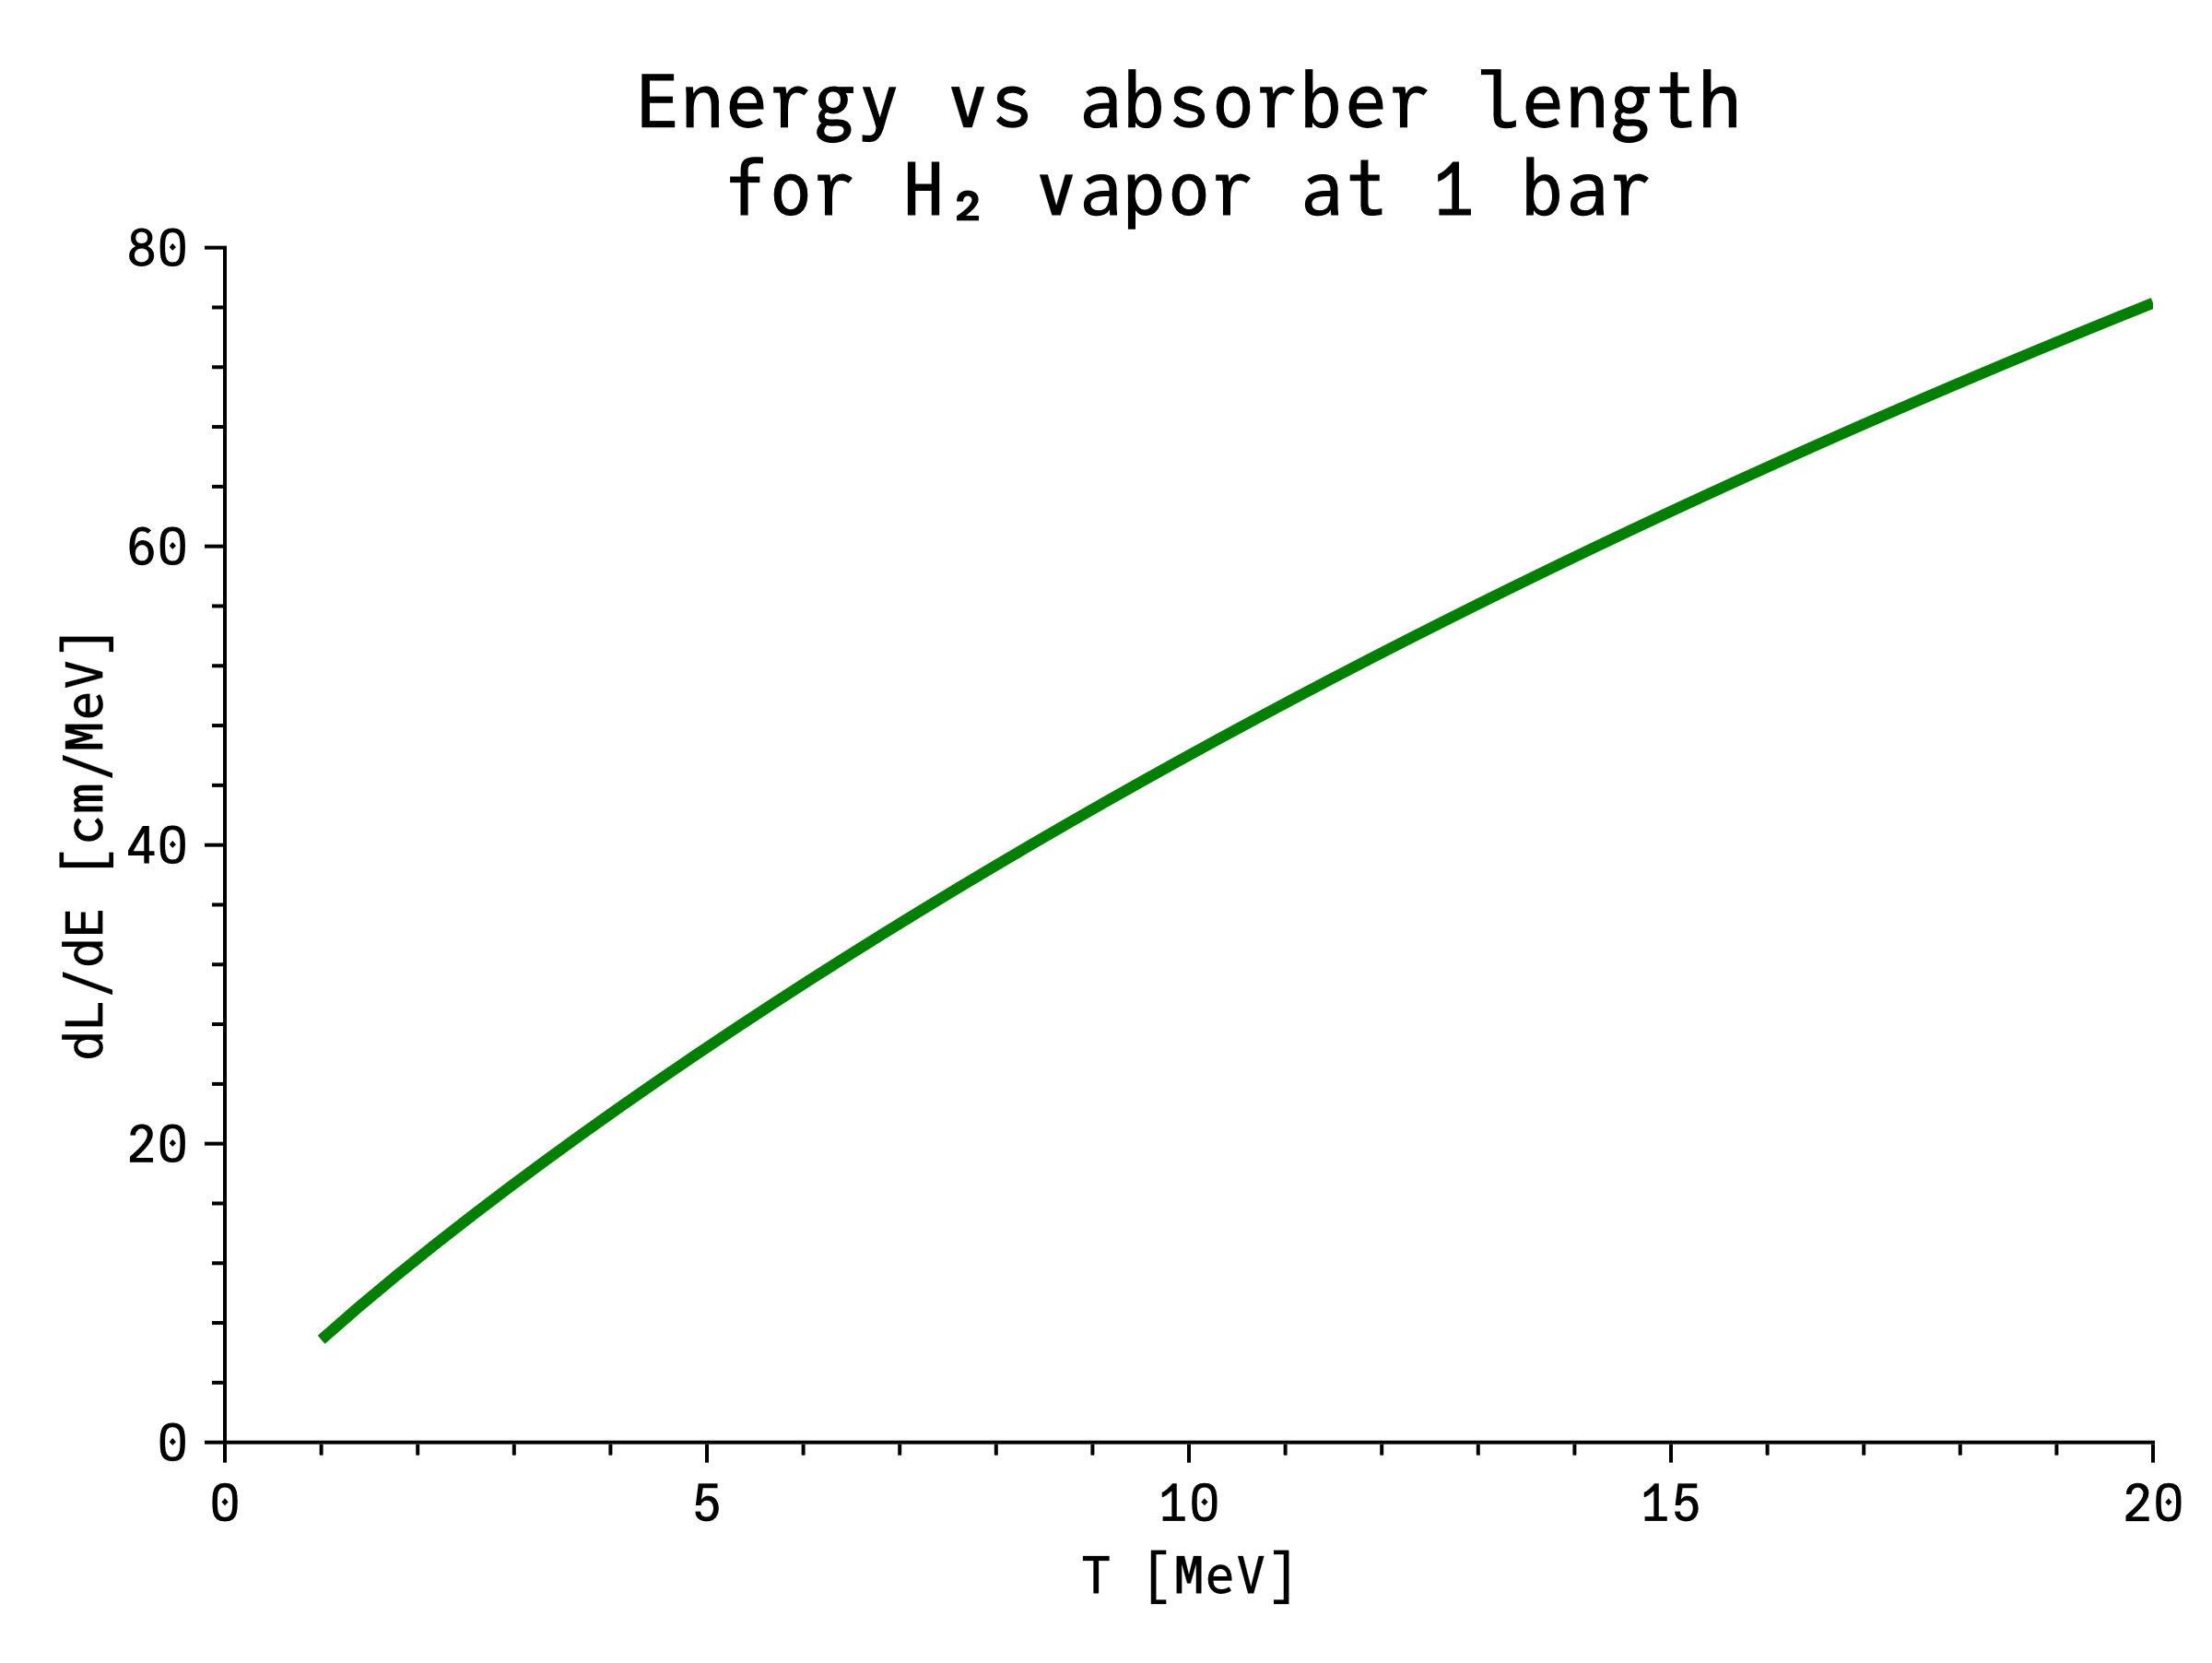 Energy vs absorber length
for H₂ vapor at 1 bar
80
60
40
20
0
dL/dE [cm/MeV]
0 5 10 15 20
T [MeV]